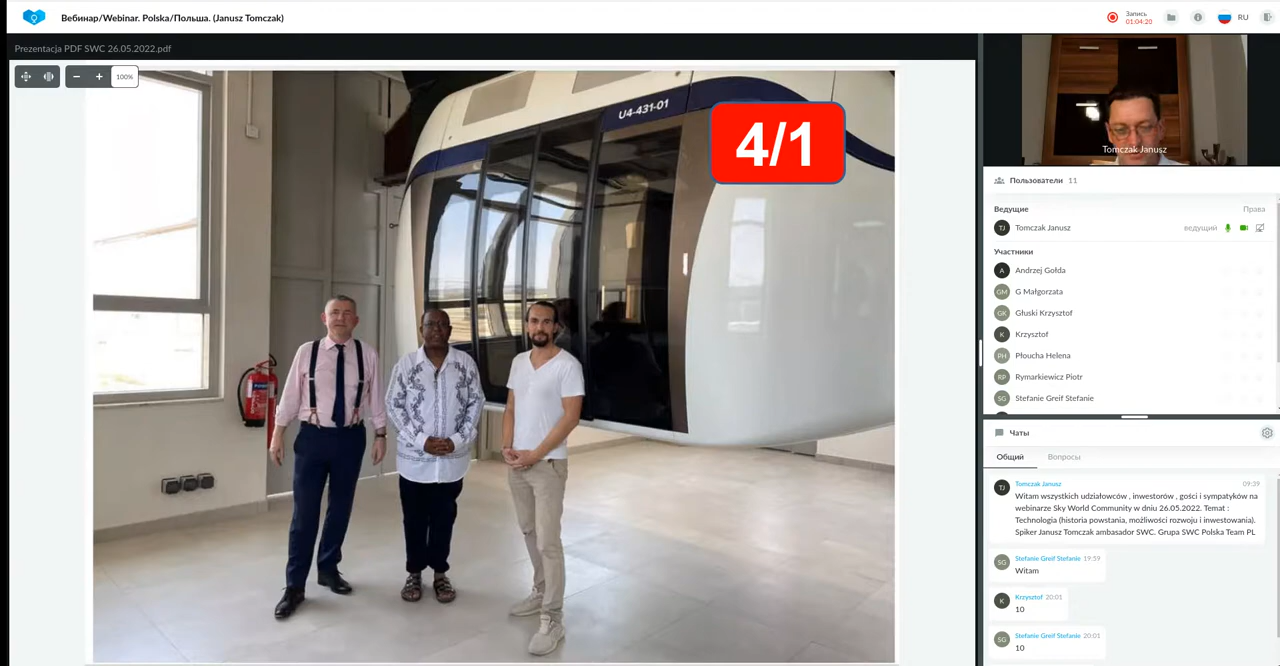 Вебинар/Webinar. Polska/Польша. (Janusz Tomczak)
Запись
01:04:20
RU
Prezentacja PDF SWC 26.05.2022.pdf
100%
U4-431-01
4/1
Tomczak Janusz
Пользователи 11
Ведущие Права
TJ Tomczak Janusz ведущий
Участники
A Andrzej Gołda
GM G Małgorzata
GK Głuski Krzysztof
K Krzysztof
PH Płoucha Helena
RP Rymarkiewicz Piotr
SG Stefanie Greif Stefanie
Чаты
Общий Вопросы
TJ Tomczak Janusz 09:39
Witam wszystkich udziałowców , inwestorów , gości i sympatyków na
webinarze Sky World Community w dniu 26.05.2022. Temat :
Technologia (historia powstania, możliwości rozwoju i inwestowania).
Spiker Janusz Tomczak ambasador SWC. Grupa SWC Polska Team PL
SG Stefanie Greif Stefanie 19:59
Witam
K Krzysztof 20:01
10
SG Stefanie Greif Stefanie 20:01
10